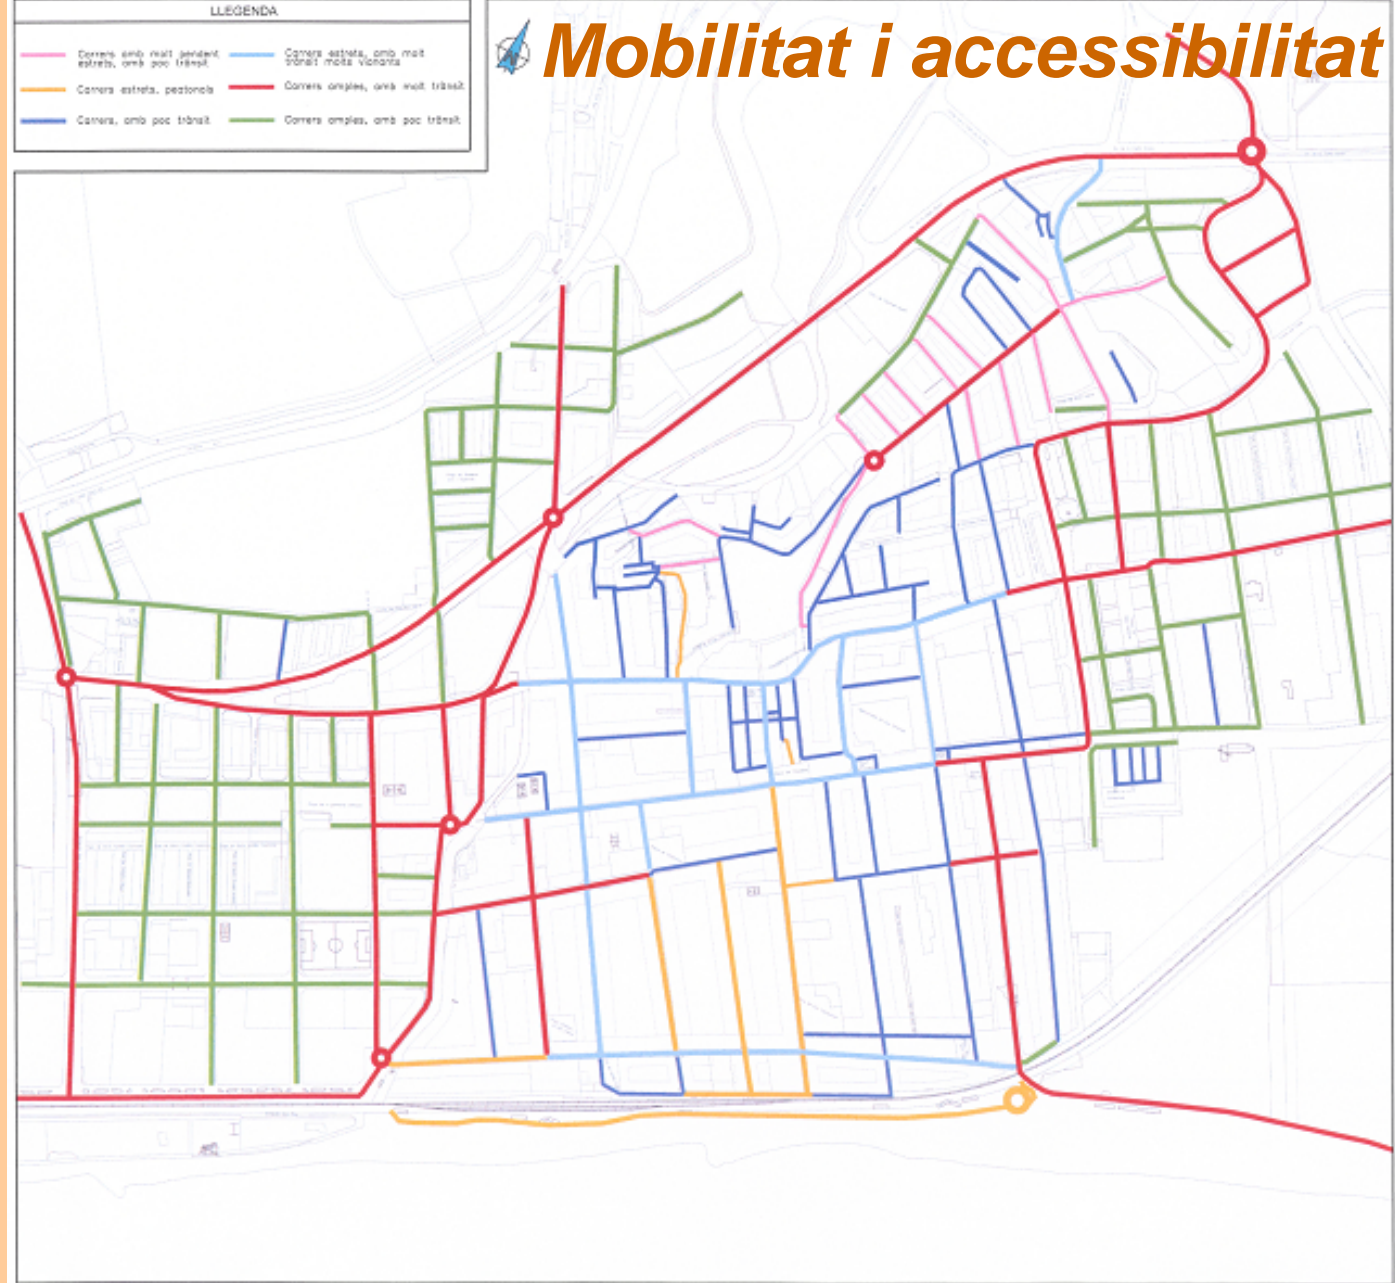 LLEGENDA
Mobilitat i accessibilitat
Carrers amb molt pendent
estrets, amb poc trànsit
Carrers estrets, amb molt
trànsit molts vianants
Carrers estrets, peatonals
Carrers amples, amb molt trànsit
Carrers, amb poc trànsit
Carrers amples, amb poc trànsit